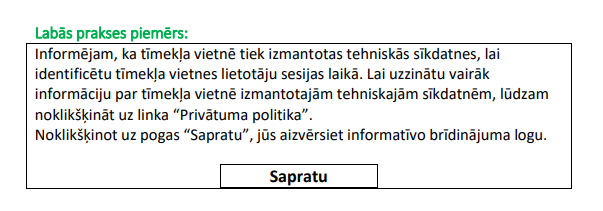 Labās prakses piemērs:
Informējam, ka tīmekļa vietnē tiek izmantotas tehniskās sīkdatnes, lai
identificētu tīmekļa vietnes lietotāju sesijas laikā. Lai uzzinātu vairāk
informāciju par tīmekļa vietnē izmantotajām tehniskajām sīkdatnēm, lūdzam
noklikšķināt uz linka “Privātuma politika”.
Noklikšķinot uz pogas “Sapratu”, jūs aizvērsiet informatīvo brīdinājuma logu.
Sapratu